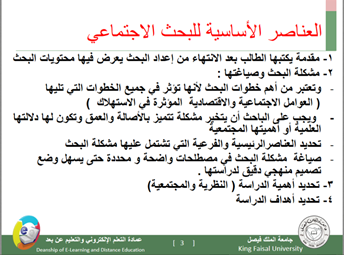 العناصر الأساسية للبحث الاجتماعي
١- مقدمة يكتبها الطالب بعد الانتهاء من إعداد البحث يعرض فيها محتويات البحث
٢- مشكلة البحث وصياغتها :
- وتعتبر من أهم خطوات البحث لأنها تؤثر في جميع الخطوات التي تليها
( العوامل الاجتماعية والاقتصادية المؤثرة في الاستهلاك )
- ويجب على الباحث أن يتخير مشكلة تتميز بالأصالة والعمق وتكون لها دلالتها
العلمية أو أهميتها المجتمعية
- تحديد العناصر الرئيسية والفرعية التي تشتمل عليها مشكلة البحث
- صياغة مشكلة البحث في مصطلحات واضحة و محددة حتى يسهل وضع
تصميم منهجي دقيق لدراستها .
٣- تحديد أهمية الدراسة ( النظرية والمجتمعية)
٤- تحديد أهداف الدراسة
جامعة الملك فيصل
King Faisal University
[ 3 ]
عمادة التعلم الإلكتروني والتعليم عن بعد
Deanship of E-Learning and Distance Education